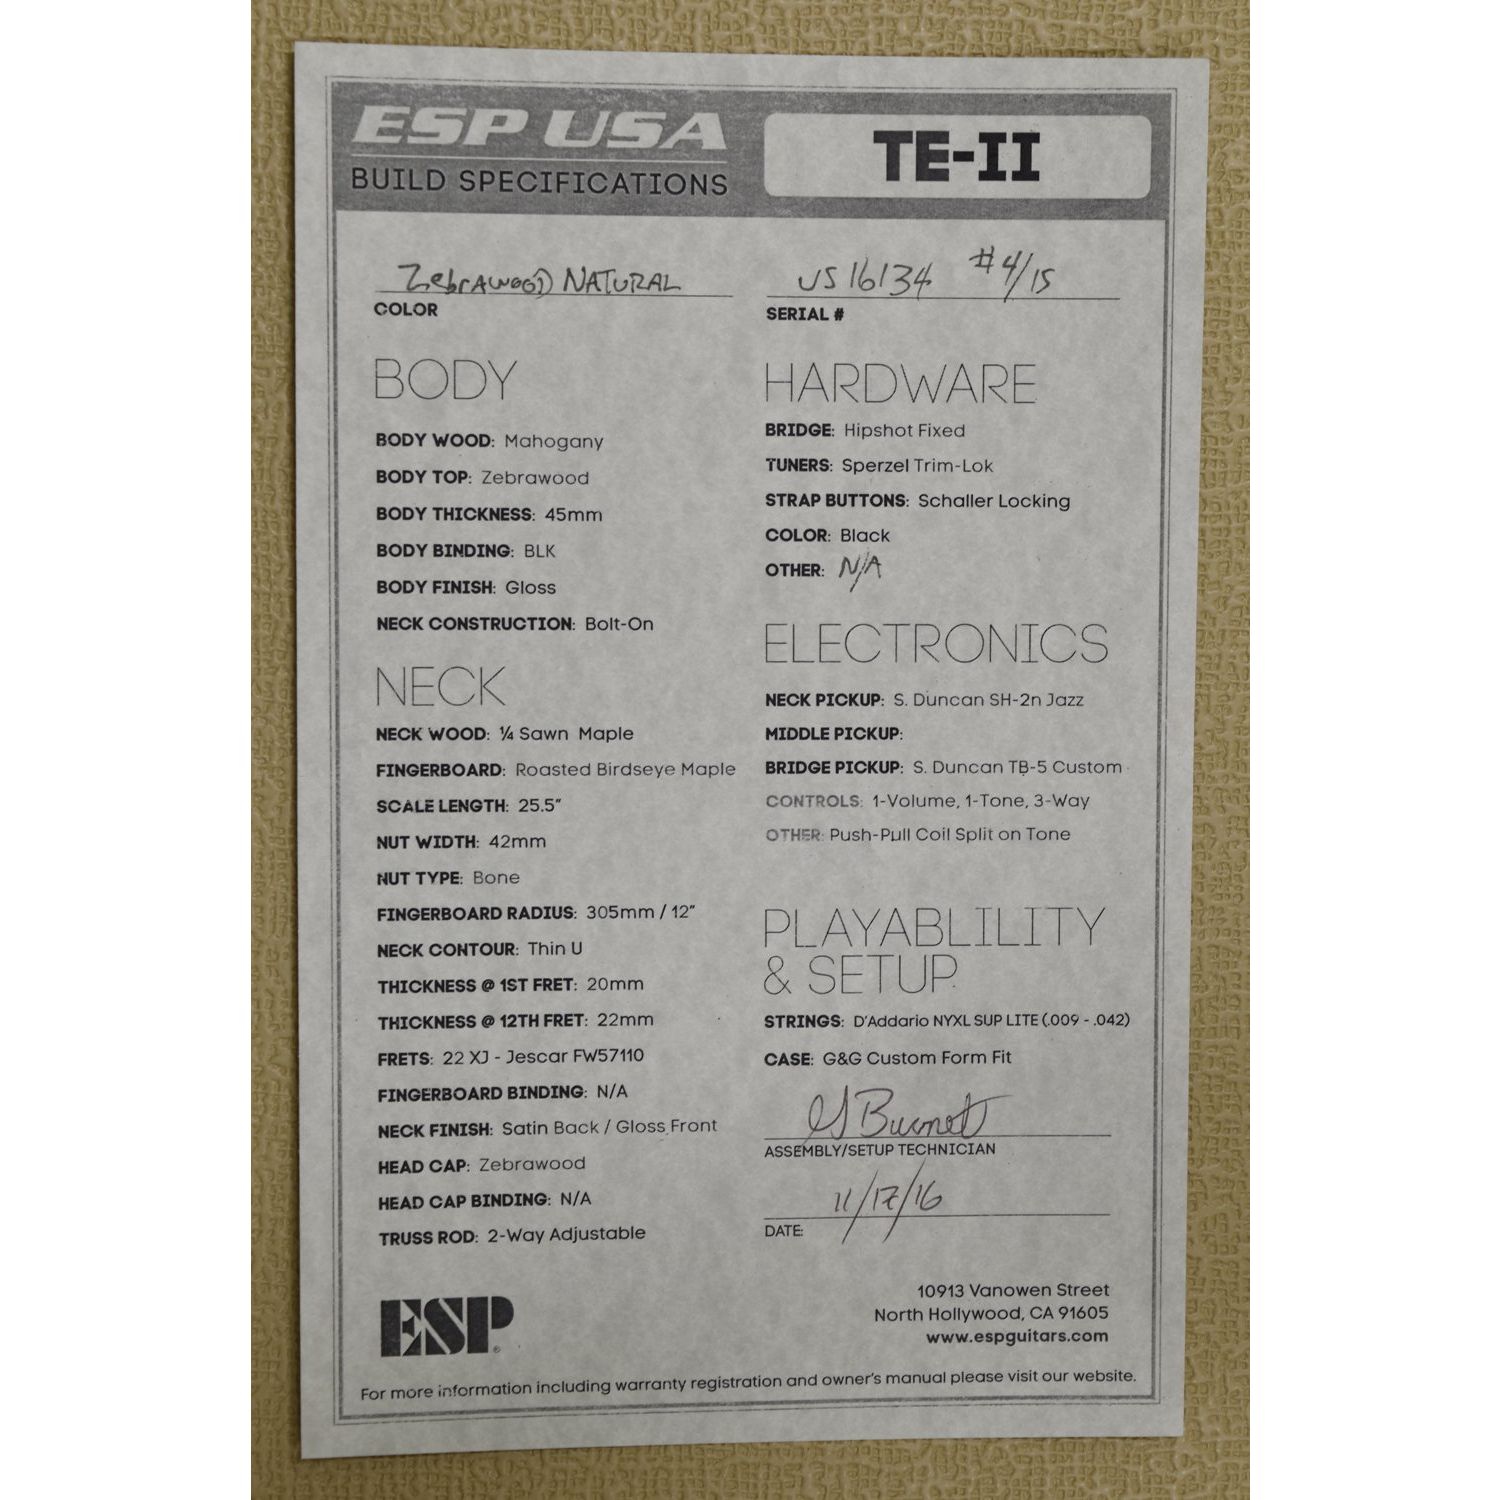 ESP USA
BUILD SPECIFICATIONS
TE-II
Zebrawood Natural
COLOR
US16134 #4/15
SERIAL #
BODY
BODY WOOD: Mahogany
BODY TOP: Zebrawood
BODY THICKNESS: 45mm
BODY BINDING: BLK
BODY FINISH: Gloss
NECK CONSTRUCTION: Bolt-On
NECK
NECK WOOD: ¼ Sawn Maple
FINGERBOARD: Roasted Birdseye Maple
SCALE LENGTH: 25.5”
NUT WIDTH: 42mm
NUT TYPE: Bone
FINGERBOARD RADIUS: 305mm / 12”
NECK CONTOUR: Thin U
THICKNESS @ 1ST FRET: 20mm
THICKNESS @ 12TH FRET: 22mm
FRETS: 22 XJ - Jescar FW57110
FINGERBOARD BINDING: N/A
NECK FINISH: Satin Back / Gloss Front
HEAD CAP: Zebrawood
HEAD CAP BINDING: N/A
TRUSS ROD: 2-Way Adjustable
HARDWARE
BRIDGE: Hipshot Fixed
TUNERS: Sperzel Trim-Lok
STRAP BUTTONS: Schaller Locking
COLOR: Black
OTHER: N/A
ELECTRONICS
NECK PICKUP: S. Duncan SH-2n Jazz
MIDDLE PICKUP:
BRIDGE PICKUP: S. Duncan TB-5 Custom
CONTROLS: 1-Volume, 1-Tone, 3-Way
OTHER: Push-Pull Coil Split on Tone
PLAYABLILITY
& SETUP
STRINGS: D'Addario NYXL SUP LITE (.009 - .042)
CASE: G&G Custom Form Fit
ASSEMBLY/SETUP TECHNICIAN
11/17/16
DATE:
ESP®
10913 Vanowen Street
North Hollywood, CA 91605
www.espguitars.com
For more information including warranty registration and owner's manual please visit our website.